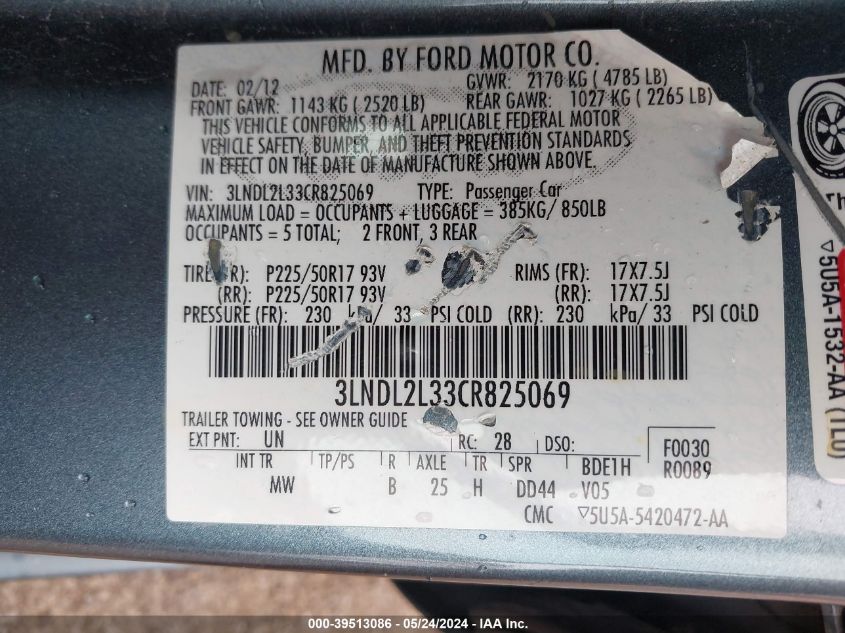 MFD. BY FORD MOTOR CO.
DATE: 02/12 GVWR: 2170 KG ( 4785 LB)
FRONT GAWR: 1143 KG ( 2520 LB) REAR GAWR: 1027 KG ( 2265 LB)
THIS VEHICLE CONFORMS TO ALL APPLICABLE FEDERAL MOTOR
VEHICLE SAFETY, BUMPER, AND THEFT PREVENTION STANDARDS
IN EFFECT ON THE DATE OF MANUFACTURE SHOWN ABOVE.
VIN: 3LNDL2L33CR825069 TYPE: Passenger Car
MAXIMUM LOAD = OCCUPANTS + LUGGAGE = 385KG/ 850LB
OCCUPANTS = 5 TOTAL; 2 FRONT, 3 REAR
TIRE(FR): P225/50R17 93V RIMS (FR): 17X7.5J
(RR): P225/50R17 93V (RR): 17X7.5J
PRESSURE (FR): 230 kPa/ 33 PSI COLD (RR): 230 kPa/ 33 PSI COLD
3LNDL2L33CR825069
TRAILER TOWING - SEE OWNER GUIDE
EXT PNT: UN RC: 28 DSO: F0030
R0089
INT TR TP/PS R AXLE TR SPR BDE1H
MW B 25 H DD44 V05
CMC ▽5U5A-5420472-AA
▽5U5A-1532-AA (TLU)
000-39513086 - 05/24/2024 - IAA Inc.